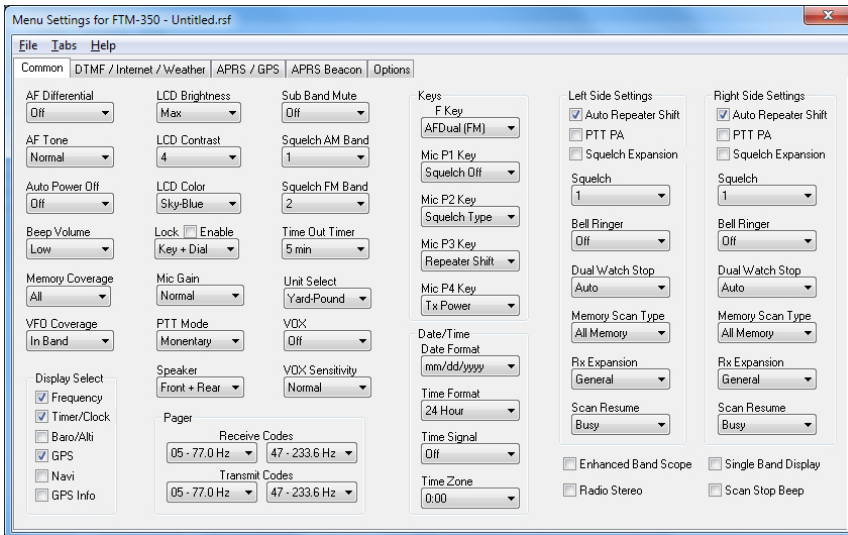 Menu Settings for FTM-350 - Untitled.rsf
X
File Tabs Help
Common DTMF / Internet / Weather APRS / GPS APRS Beacon Options
AF Differential
Off
AF Tone
Normal
Auto Power Off
Off
Beep Volume
Low
Memory Coverage
All
VFO Coverage
In Band
Display Select
Frequency
Timer/Clock
Baro/Alti
GPS
Navi
GPS Info
LCD Brightness
Max
LCD Contrast
4
LCD Color
Sky-Blue
Lock Enable
Key + Dial
Mic Gain
Normal
PTT Mode
Monentary
Speaker
Front + Rear
Sub Band Mute
Off
Squelch AM Band
1
Squelch FM Band
2
Time Out Timer
5 min
Unit Select
Yard-Pound
VOX
Off
VOX Sensitivity
Normal
Pager
Receive Codes
05 - 77.0 Hz 47 - 233.6 Hz
Transmit Codes
05 - 77.0 Hz 47 - 233.6 Hz
Keys
F Key
AFDual (FM)
Mic P1 Key
Squelch Off
Mic P2 Key
Squelch Type
Mic P3 Key
Repeater Shift
Mic P4 Key
Tx Power
Date/Time
Date Format
mm/dd/yyyy
Time Format
24 Hour
Time Signal
Off
Time Zone
0:00
Left Side Settings
Auto Repeater Shift
PTT PA
Squelch Expansion
Squelch
1
Bell Ringer
Off
Dual Watch Stop
Auto
Memory Scan Type
All Memory
Rx Expansion
General
Scan Resume
Busy
Right Side Settings
Auto Repeater Shift
PTT PA
Squelch Expansion
Squelch
1
Bell Ringer
Off
Dual Watch Stop
Auto
Memory Scan Type
All Memory
Rx Expansion
General
Scan Resume
Busy
Enhanced Band Scope Single Band Display
Radio Stereo Scan Stop Beep